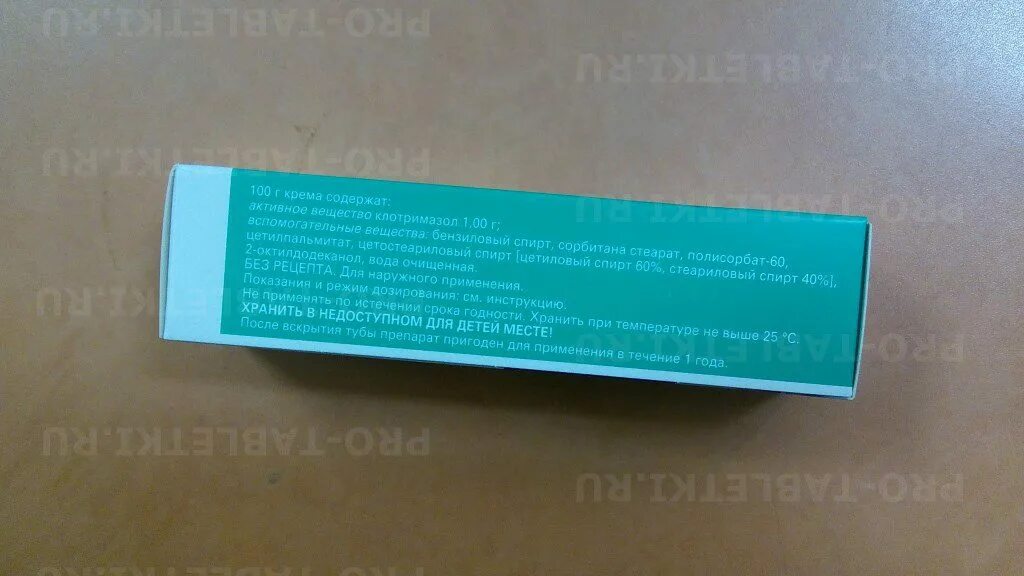 100 г крема содержат:
активное вещество клотримазол 1,00 г;
вспомогательные вещества: бензиловый спирт, сорбитана стеарат, полисорбат-60,
цетилпальмитат, цетостеариловый спирт [цетиловый спирт 60%, стеариловый спирт 40%],
2-октилдодеканол, вода очищенная.
БЕЗ РЕЦЕПТА. Для наружного применения.
Показания и режим дозирования: см. инструкцию.
Не применять по истечении срока годности. Хранить при температуре не выше 25 °C.
ХРАНИТЬ В НЕДОСТУПНОМ ДЛЯ ДЕТЕЙ МЕСТЕ!
После вскрытия тубы препарат пригоден для применения в течение 1 года.
PRO-TABLETKI.RU
PRO-TABLETKI.RU
PRO-TABLETKI.RU
PRO-TABLETKI.RU
PRO-TABLETKI.RU
PRO-TABLETKI.RU
PRO-TABLETKI.RU
PRO-TABLETKI.RU